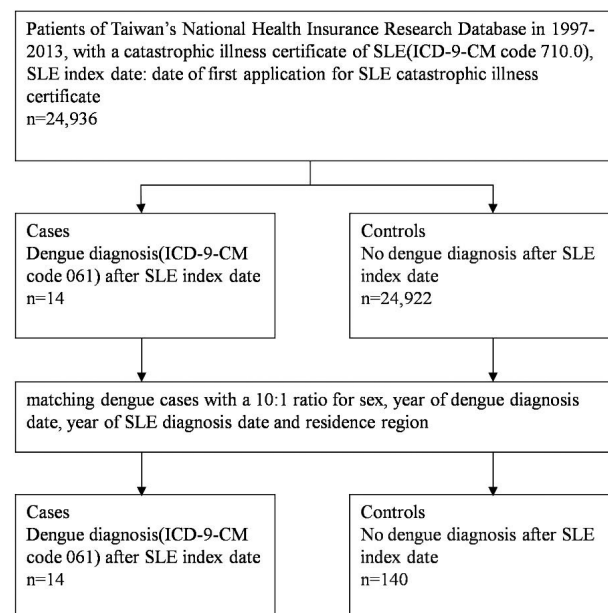 Patients of Taiwan's National Health Insurance Research Database in 1997-
2013, with a catastrophic illness certificate of SLE(ICD-9-CM code 710.0),
SLE index date: date of first application for SLE catastrophic illness
certificate
n=24,936
Cases
Dengue diagnosis(ICD-9-CM
code 061) after SLE index date
n=14
Controls
No dengue diagnosis after SLE
index date
n=24,922
matching dengue cases with a 10:1 ratio for sex, year of dengue diagnosis
date, year of SLE diagnosis date and residence region
Cases
Dengue diagnosis(ICD-9-CM
code 061) after SLE index date
n=14
Controls
No dengue diagnosis after SLE
index date
n=140